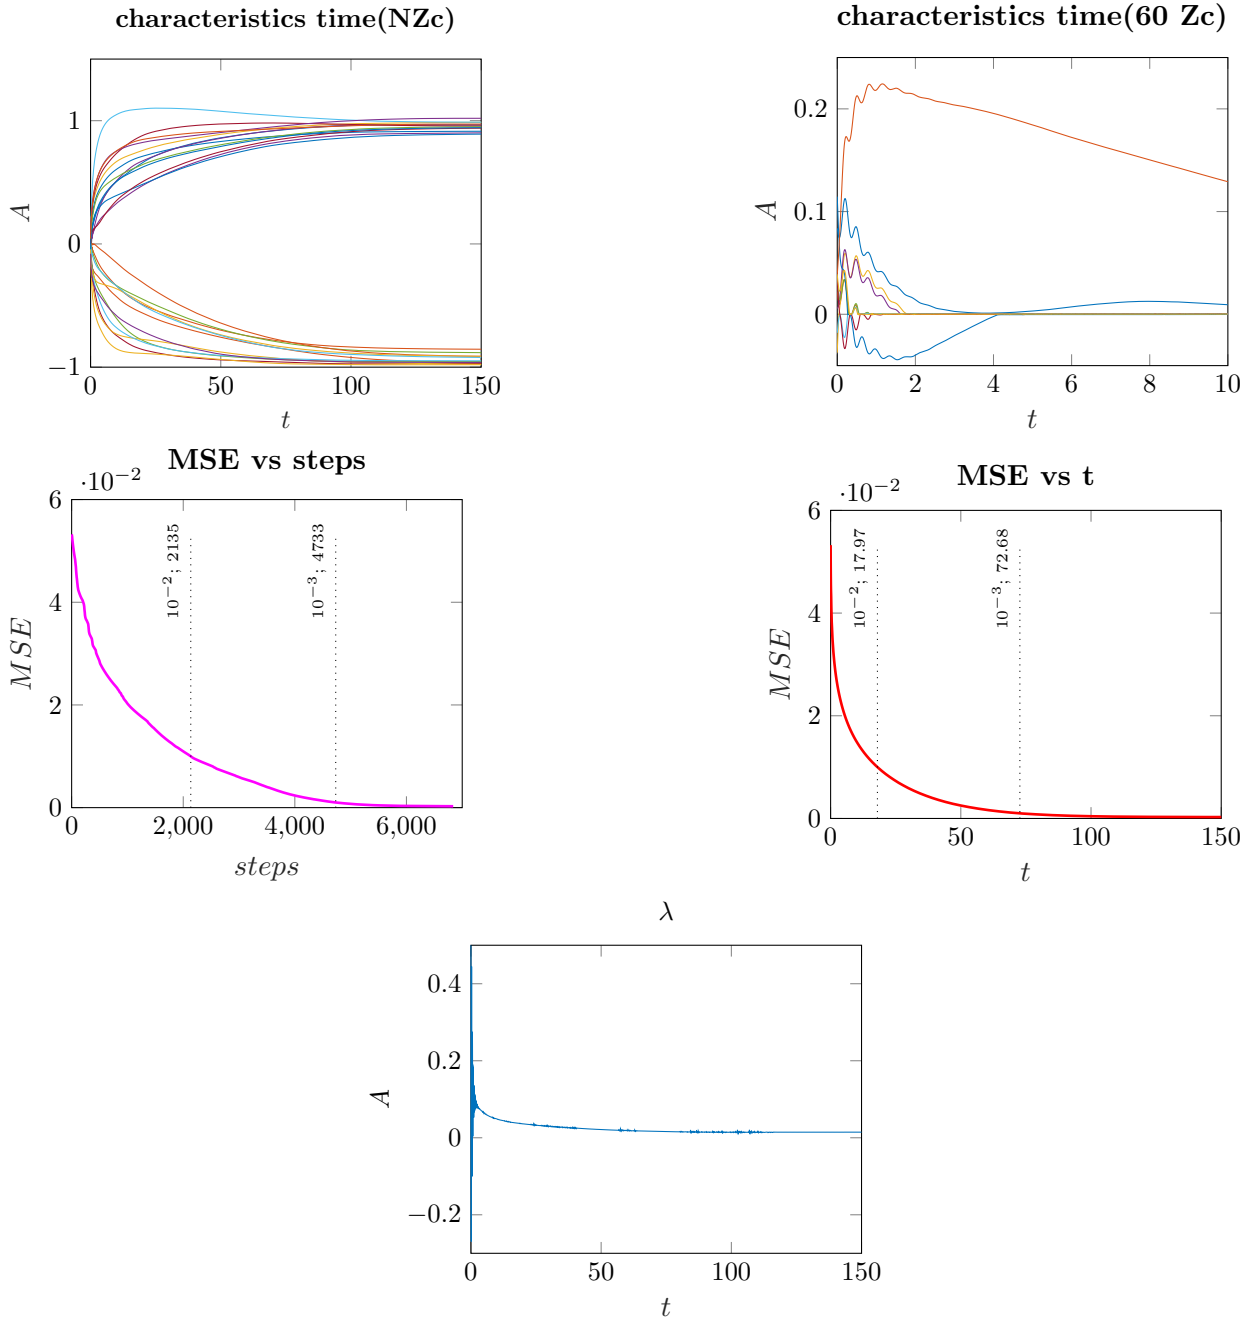 characteristics time(NZc)
A
1
0
−1
0 50 100 150
t
characteristics time(60 Zc)
A
0.2
0.1
0
0 2 4 6 8 10
t
MSE vs steps
·10−2
MSE
6
4
2
0
10−2; 2135
10−3; 4733
0 2,000 4,000 6,000
steps
MSE vs t
·10−2
MSE
6
4
2
0
10−2; 17.97
10−3; 72.68
0 50 100 150
t
λ
A
0.4
0.2
0
−0.2
0 50 100 150
t